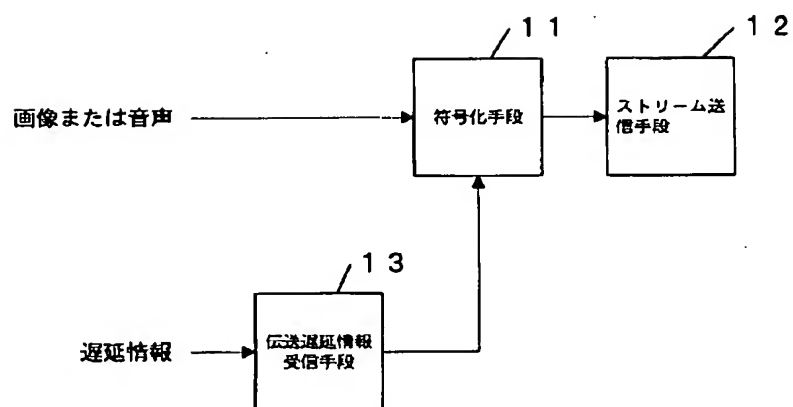 11
12
画像または音声
符号化手段
ストリーム送
信手段
13
遅延情報
伝送遅延情報
受信手段